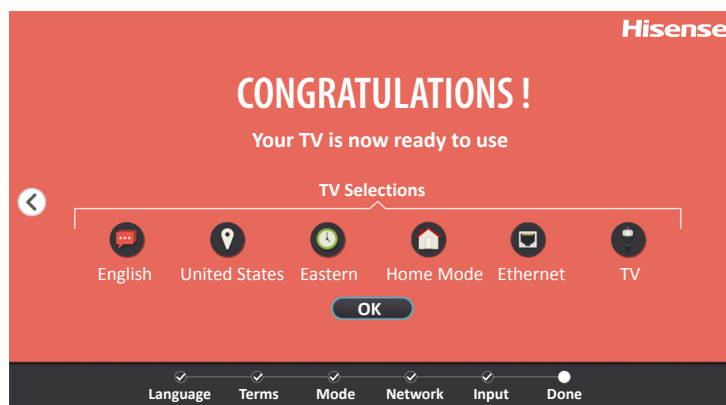 Hisense
CONGRATULATIONS !
Your TV is now ready to use
TV Selections
English United States Eastern Home Mode Ethernet TV
OK
Language Terms Mode Network Input Done